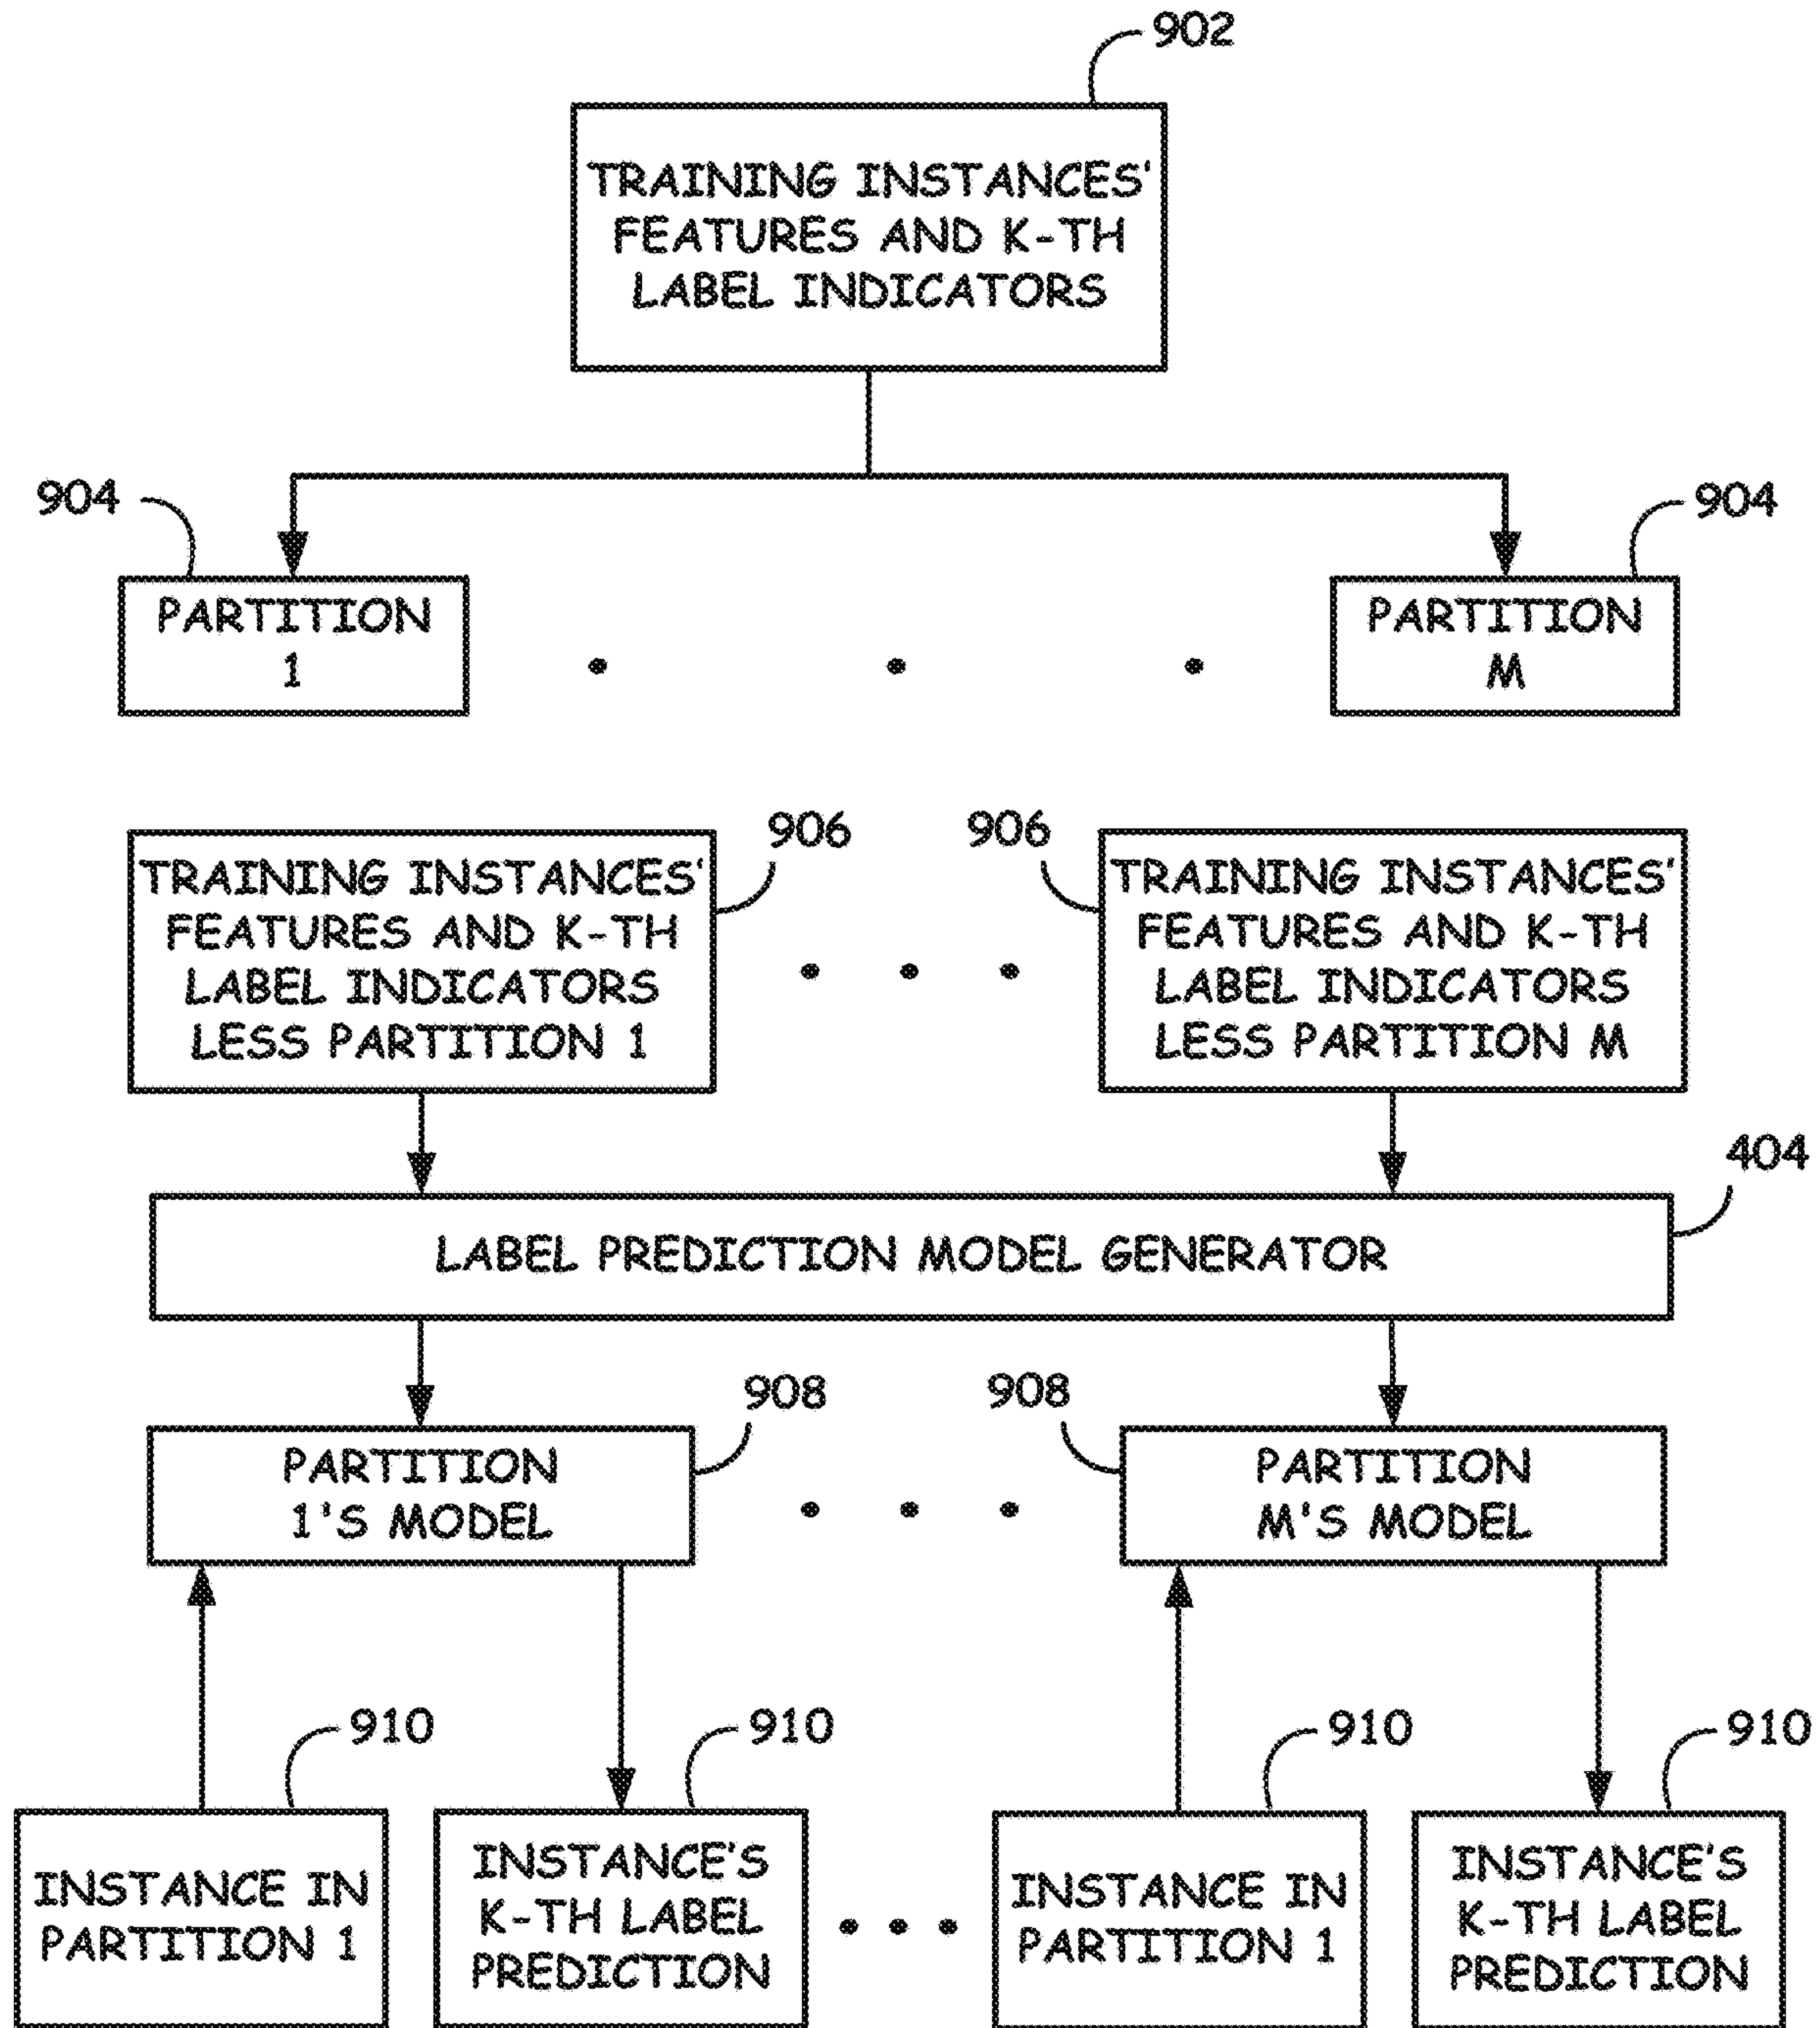 902
TRAINING INSTANCES'
FEATURES AND K-TH
LABEL INDICATORS
904
904
PARTITION
1
PARTITION
M
906
906
TRAINING INSTANCES'
FEATURES AND K-TH
LABEL INDICATORS
LESS PARTITION 1
TRAINING INSTANCES'
FEATURES AND K-TH
LABEL INDICATORS
LESS PARTITION M
404
LABEL PREDICTION MODEL GENERATOR
908
908
PARTITION
1'S MODEL
PARTITION
M'S MODEL
910
910
910
910
INSTANCE IN
PARTITION 1
INSTANCE'S
K-TH LABEL
PREDICTION
INSTANCE IN
PARTITION 1
INSTANCE'S
K-TH LABEL
PREDICTION